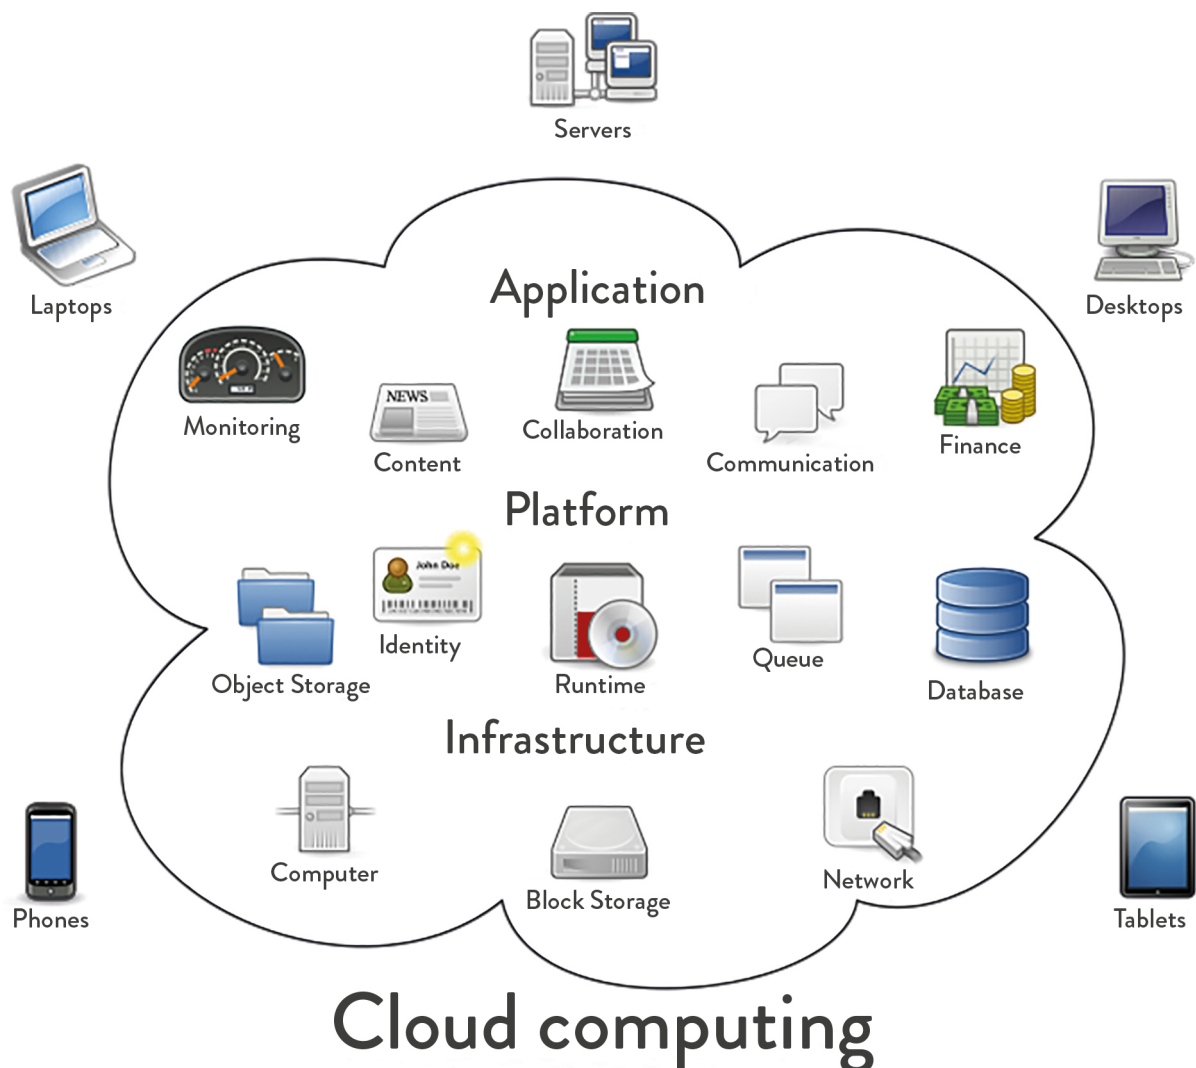 Servers
Laptops
Desktops
Application
Monitoring
NEWS
Content
Collaboration
Communication
Finance
Platform
John Doe
Object Storage
Identity
Runtime
Queue
Database
Infrastructure
Computer
Block Storage
Network
Phones
Tablets
Cloud computing